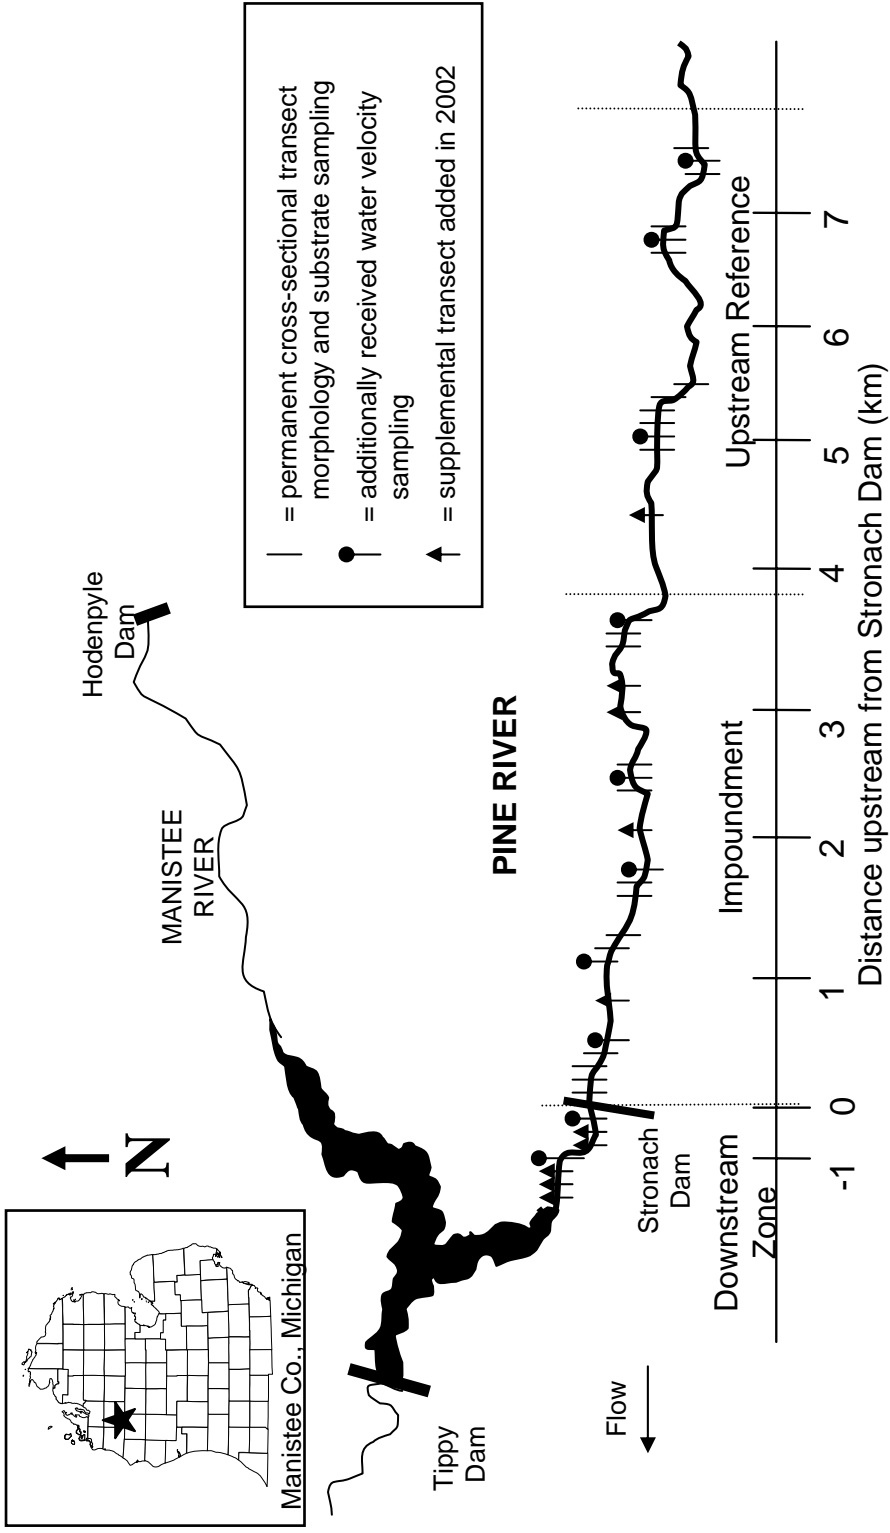 Manistee Co., Michigan
N
Hodenpyle
Dam
MANISTEE
RIVER
= permanent cross-sectional transect
morphology and substrate sampling
= additionally received water velocity
sampling
= supplemental transect added in 2002
Tippy
Dam
PINE RIVER
Flow
Stronach
Dam
Downstream
Zone
Impoundment
Upstream Reference
-1 0 1 2 3 4 5 6 7
Distance upstream from Stronach Dam (km)